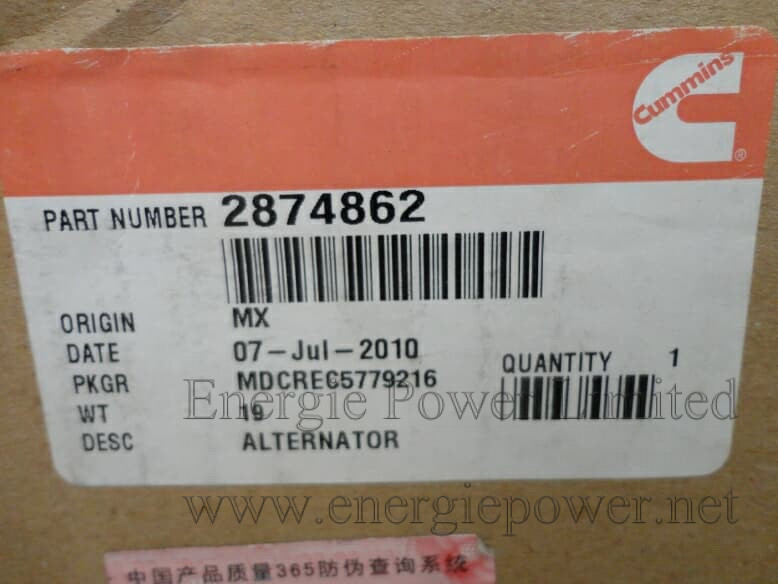 Cummins
PART NUMBER 2874862
ORIGIN MX
DATE 07-Jul-2010
PKGR MDCREC5779216
WT 19
DESC ALTERNATOR
QUANTITY 1
Energie Power Limited
www.energiepower.net
中国产品质量365防伪查询系统